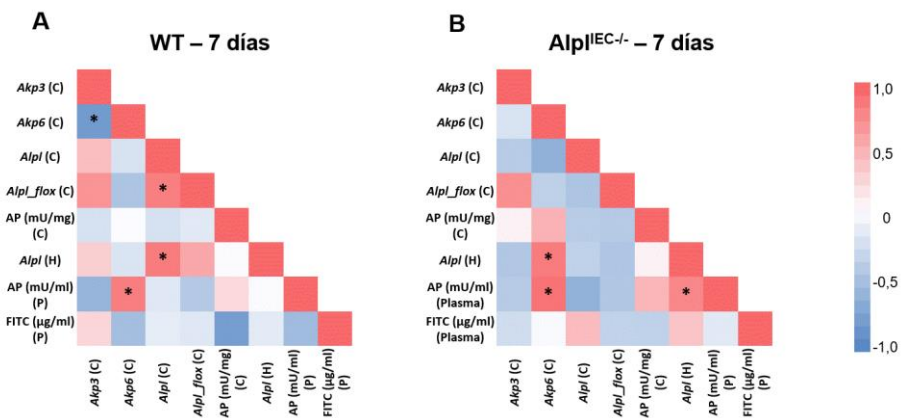 A
WT – 7 días
Akp3 (C)
Akp6 (C)
*
Alpl (C)
Alpl_flox (C)
*
AP (mU/mg)
(C)
Alpl (H)
*
AP (mU/ml)
(P)
*
FITC (µg/ml)
(P)
Akp3 (C)
Akp6 (C)
Alpl (C)
Alpl_flox (C)
AP (mU/mg)
(C)
Alpl (H)
AP (mU/ml)
(P)
FITC (µg/ml)
(P)
B
Alpl^IEC-/- – 7 días
Akp3 (C)
Akp6 (C)
Alpl (C)
Alpl_flox (C)
AP (mU/mg)
(C)
Alpl (H)
*
AP (mU/ml)
(Plasma)
* *
FITC (µg/ml)
(Plasma)
Akp3 (C)
Akp6 (C)
Alpl (C)
Alpl_flox (C)
AP (mU/mg)
(C)
Alpl (H)
AP (mU/ml)
(P)
FITC (µg/ml)
(P)
1,0
0,5
0
-0,5
-1,0